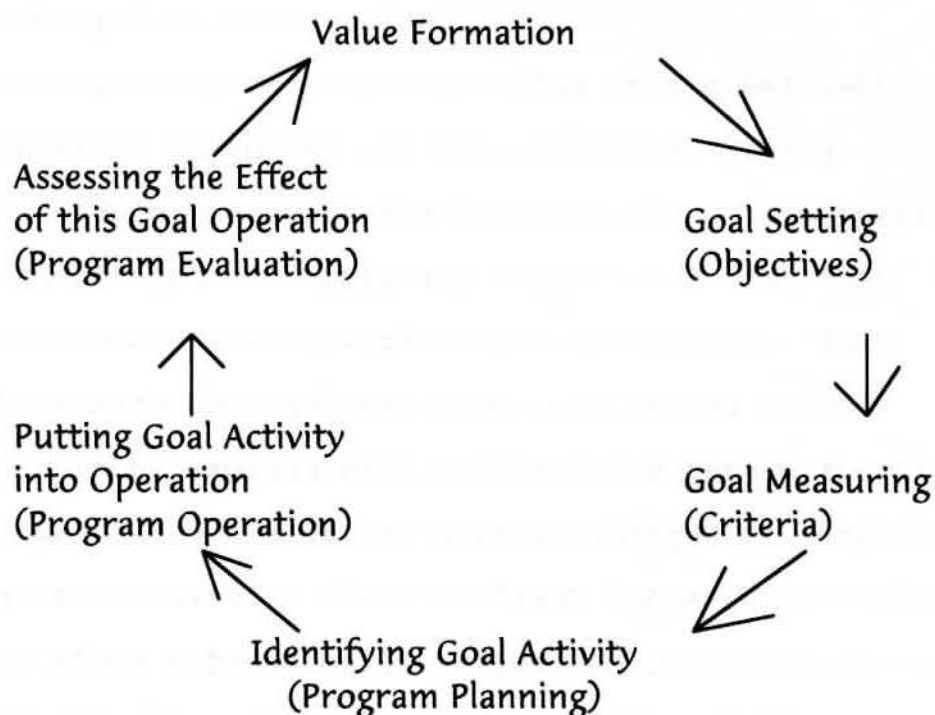 Value Formation
Goal Setting
(Objectives)
Goal Measuring
(Criteria)
Identifying Goal Activity
(Program Planning)
Putting Goal Activity
into Operation
(Program Operation)
Assessing the Effect
of this Goal Operation
(Program Evaluation)